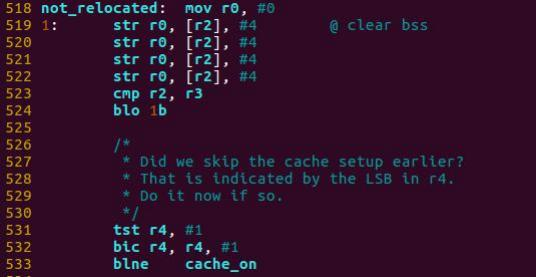 518 not_relocated:  mov r0, #0
519 1:      str r0, [r2], #4        @ clear bss
520         str r0, [r2], #4
521         str r0, [r2], #4
522         str r0, [r2], #4
523         cmp r2, r3
524         blo 1b
525
526         /*
527          * Did we skip the cache setup earlier?
528          * That is indicated by the LSB in r4.
529          * Do it now if so.
530          */
531         tst r4, #1
532         bic r4, r4, #1
533         blne    cache_on